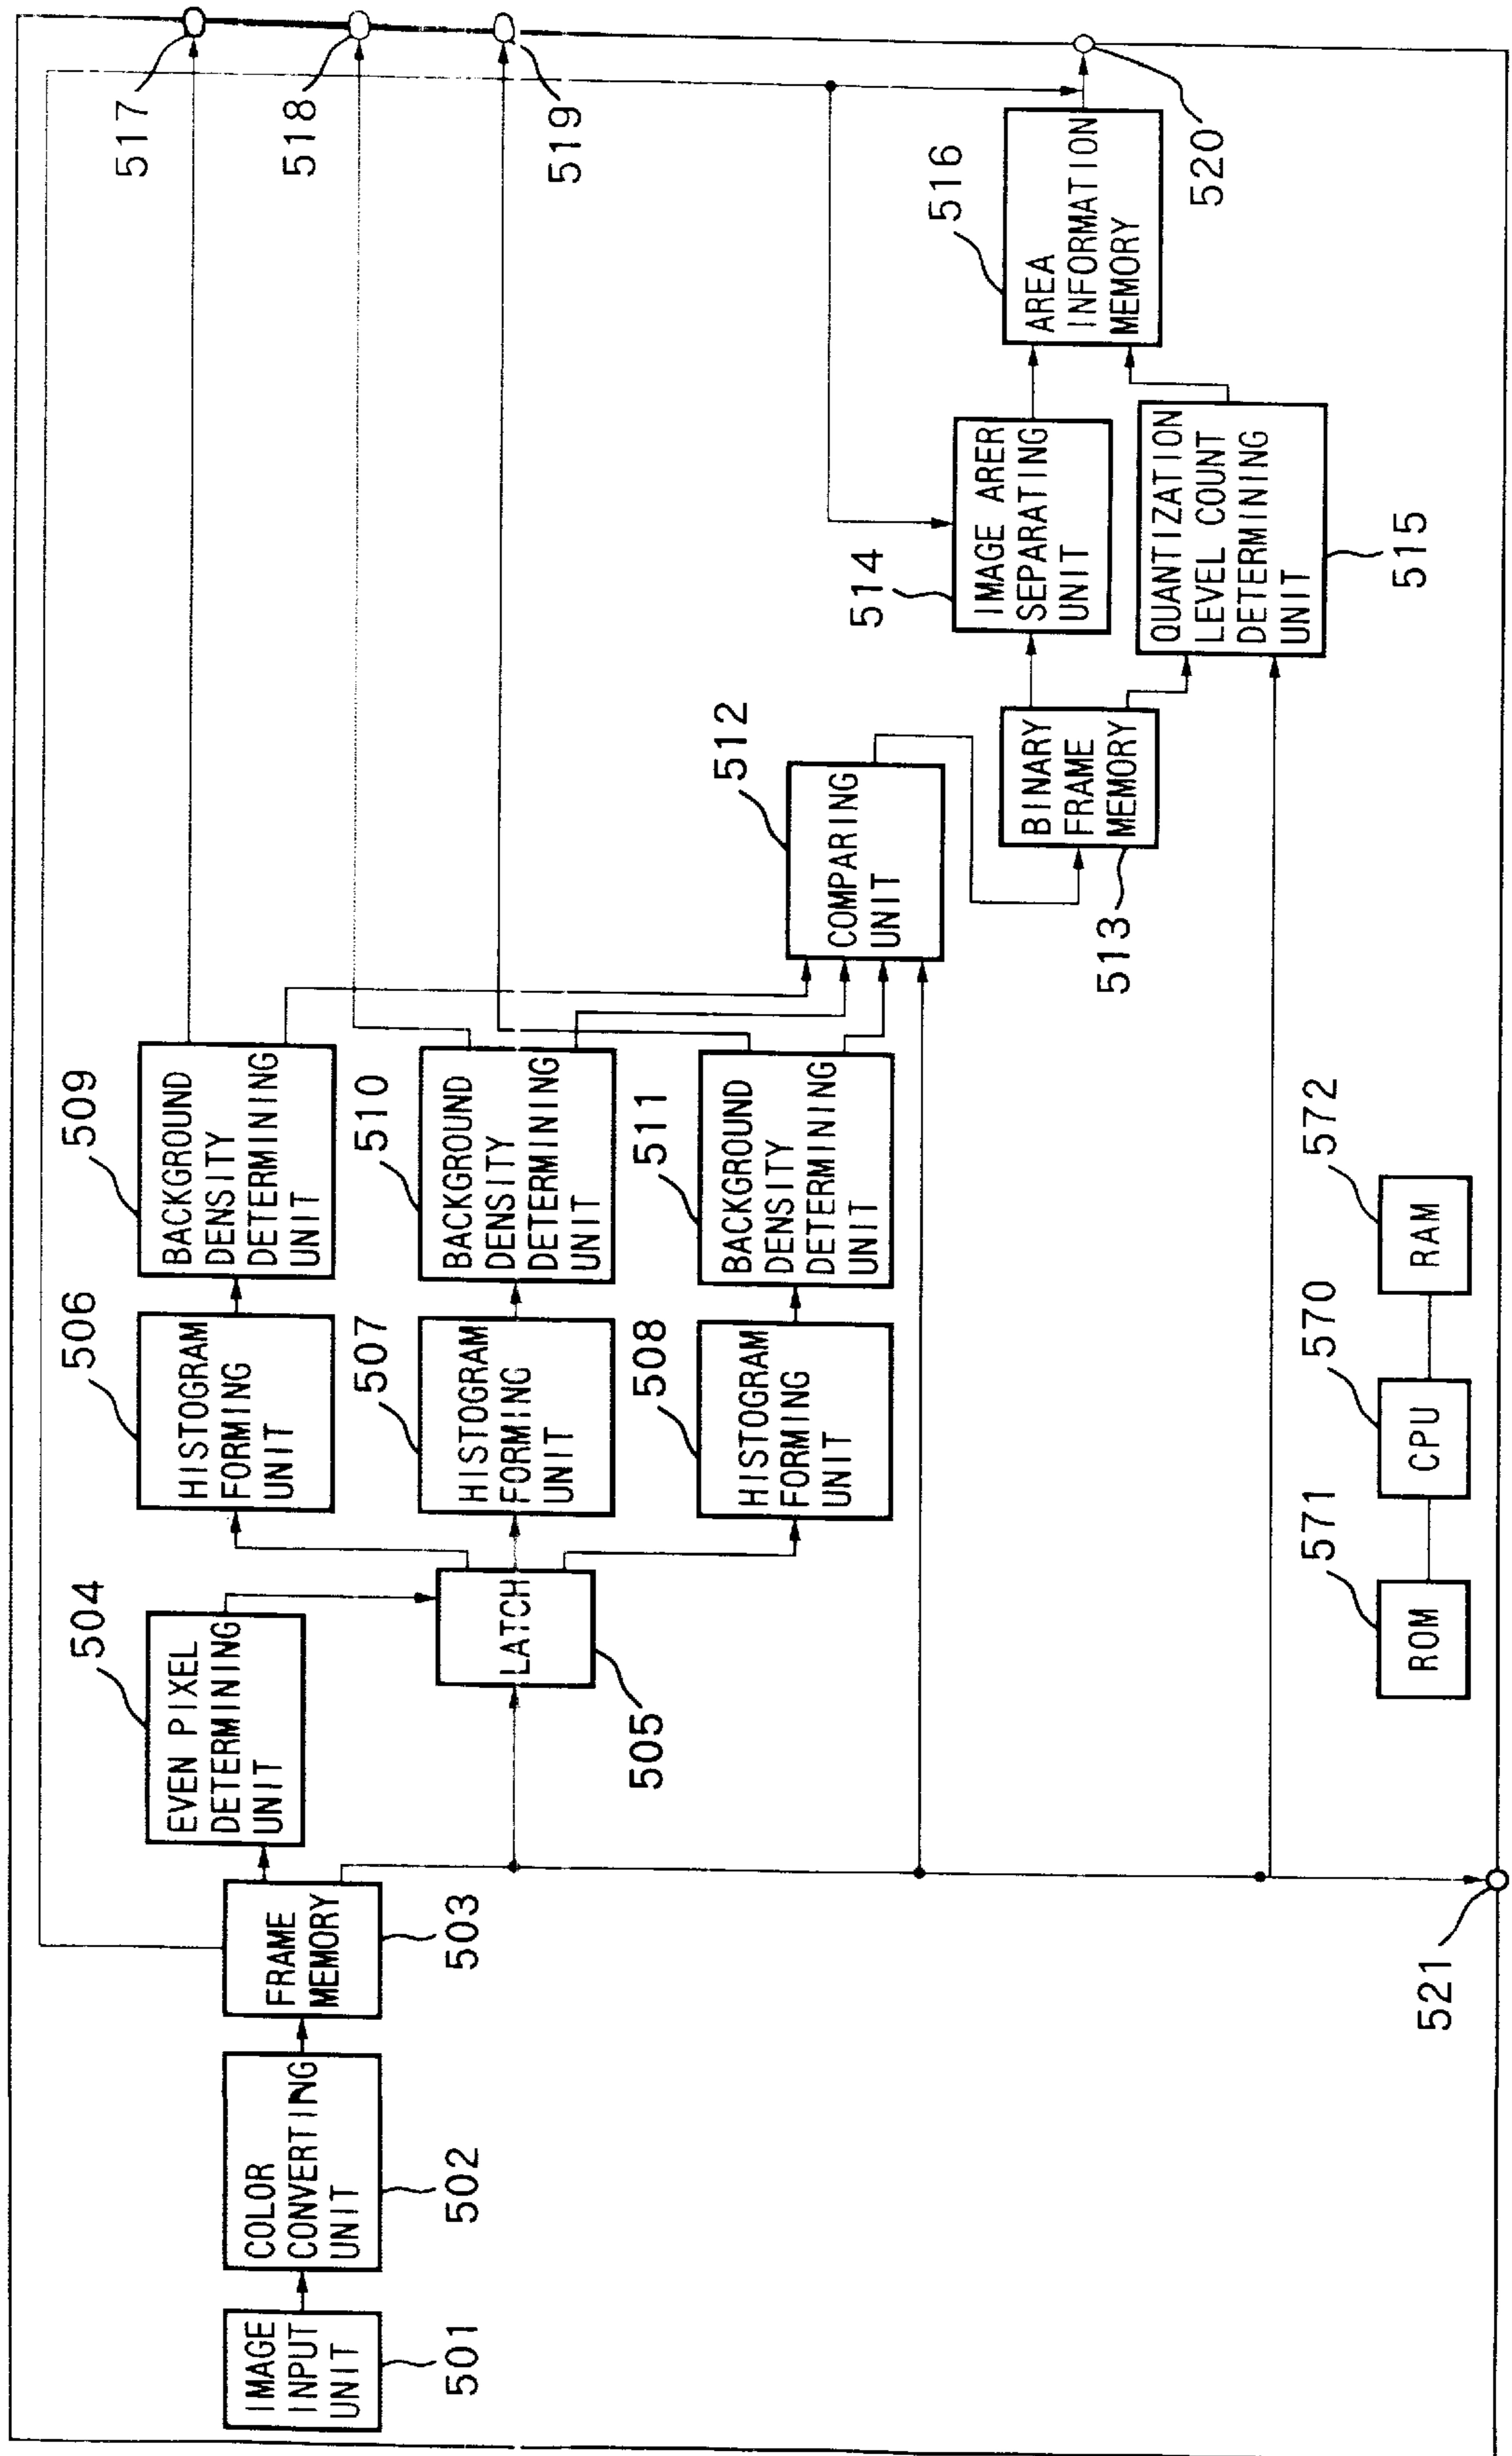 IMAGE
INPUT
UNIT
501
COLOR
CONVERTING
UNIT
502
FRAME
MEMORY
503
EVEN PIXEL
DETERMINING
UNIT
504
LATCH
505
HISTOGRAM
FORMING
UNIT
506
HISTOGRAM
FORMING
UNIT
507
HISTOGRAM
FORMING
UNIT
508
BACKGROUND
DENSITY
DETERMINING
UNIT
509
BACKGROUND
DENSITY
DETERMINING
UNIT
510
BACKGROUND
DENSITY
DETERMINING
UNIT
511
COMPARING
UNIT
512
BINARY
FRAME
MEMORY
513
IMAGE ARER
SEPARATING
UNIT
514
QUANTIZATION
LEVEL COUNT
DETERMINING
UNIT
515
AREA
INFORMATION
MEMORY
516
517
518
519
520
521
ROM
571
CPU
570
RAM
572